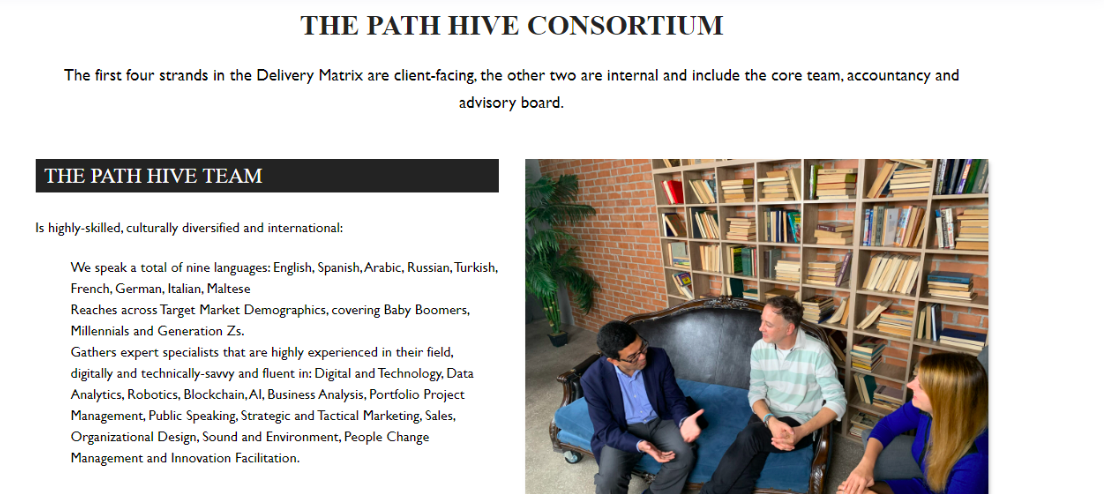 THE PATH HIVE CONSORTIUM
The first four strands in the Delivery Matrix are client-facing, the other two are internal and include the core team, accountancy and
advisory board.
THE PATH HIVE TEAM
Is highly-skilled, culturally diversified and international:
We speak a total of nine languages: English, Spanish, Arabic, Russian, Turkish,
French, German, Italian, Maltese
Reaches across Target Market Demographics, covering Baby Boomers,
Millennials and Generation Zs.
Gathers expert specialists that are highly experienced in their field,
digitally and technically-savvy and fluent in: Digital and Technology, Data
Analytics, Robotics, Blockchain, AI, Business Analysis, Portfolio Project
Management, Public Speaking, Strategic and Tactical Marketing, Sales,
Organizational Design, Sound and Environment, People Change
Management and Innovation Facilitation.